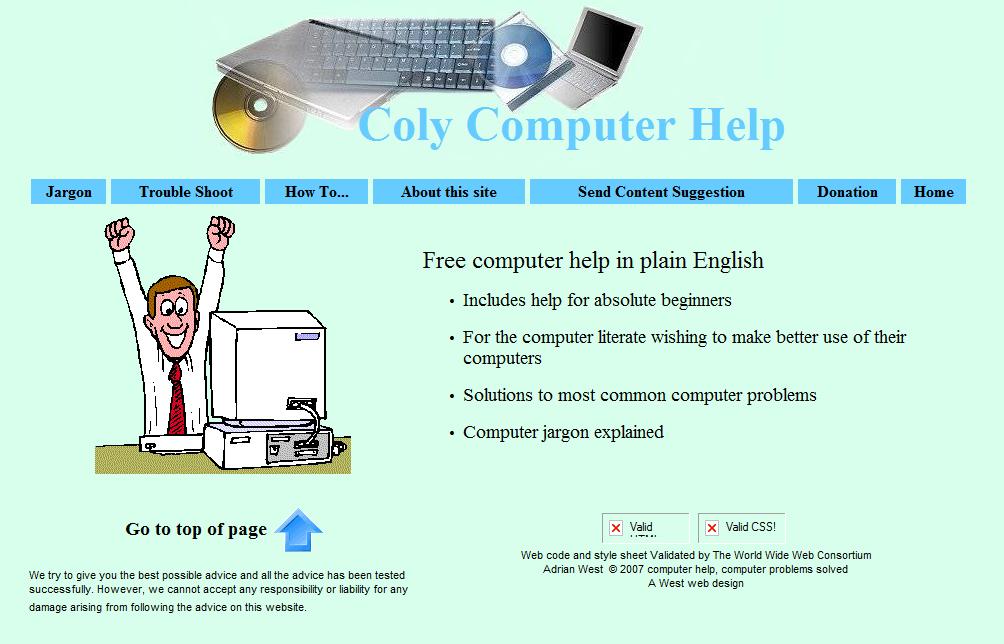 Coly Computer Help
Jargon
Trouble Shoot
How To...
About this site
Send Content Suggestion
Donation
Home
Free computer help in plain English
• Includes help for absolute beginners
• For the computer literate wishing to make better use of their
computers
• Solutions to most common computer problems
• Computer jargon explained
Go to top of page
We try to give you the best possible advice and all the advice has been tested
successfully. However, we cannot accept any responsibility or liability for any
damage arising from following the advice on this website.
Valid
Valid CSS!
Web code and style sheet Validated by The World Wide Web Consortium
Adrian West © 2007 computer help, computer problems solved
A West web design